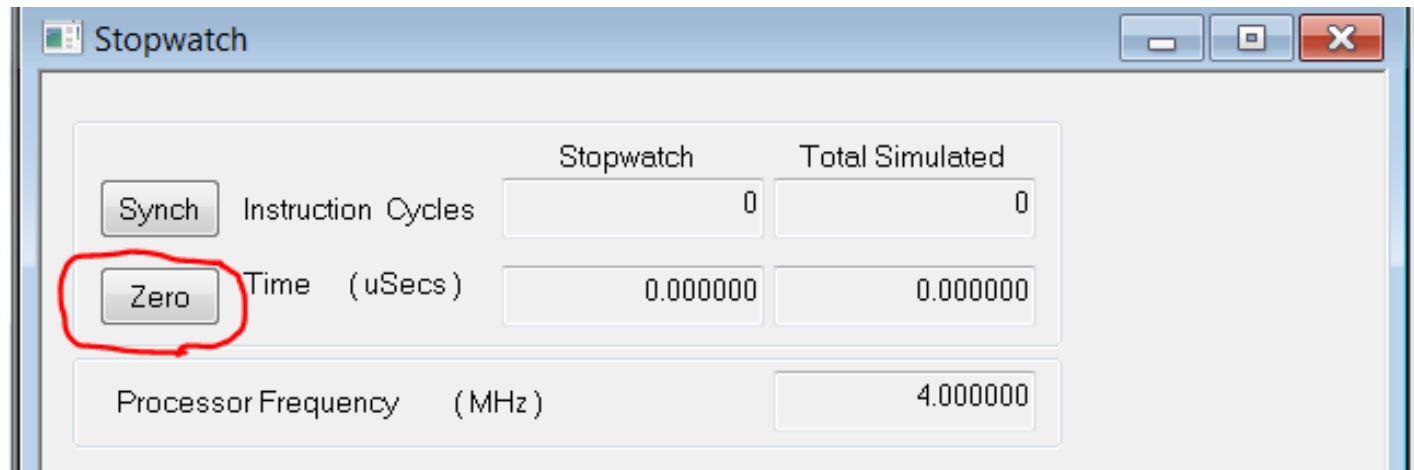 Stopwatch
Stopwatch Total Simulated
Synch Instruction Cycles 0 0
Zero Time (uSecs) 0.000000 0.000000
Processor Frequency (MHz) 4.000000